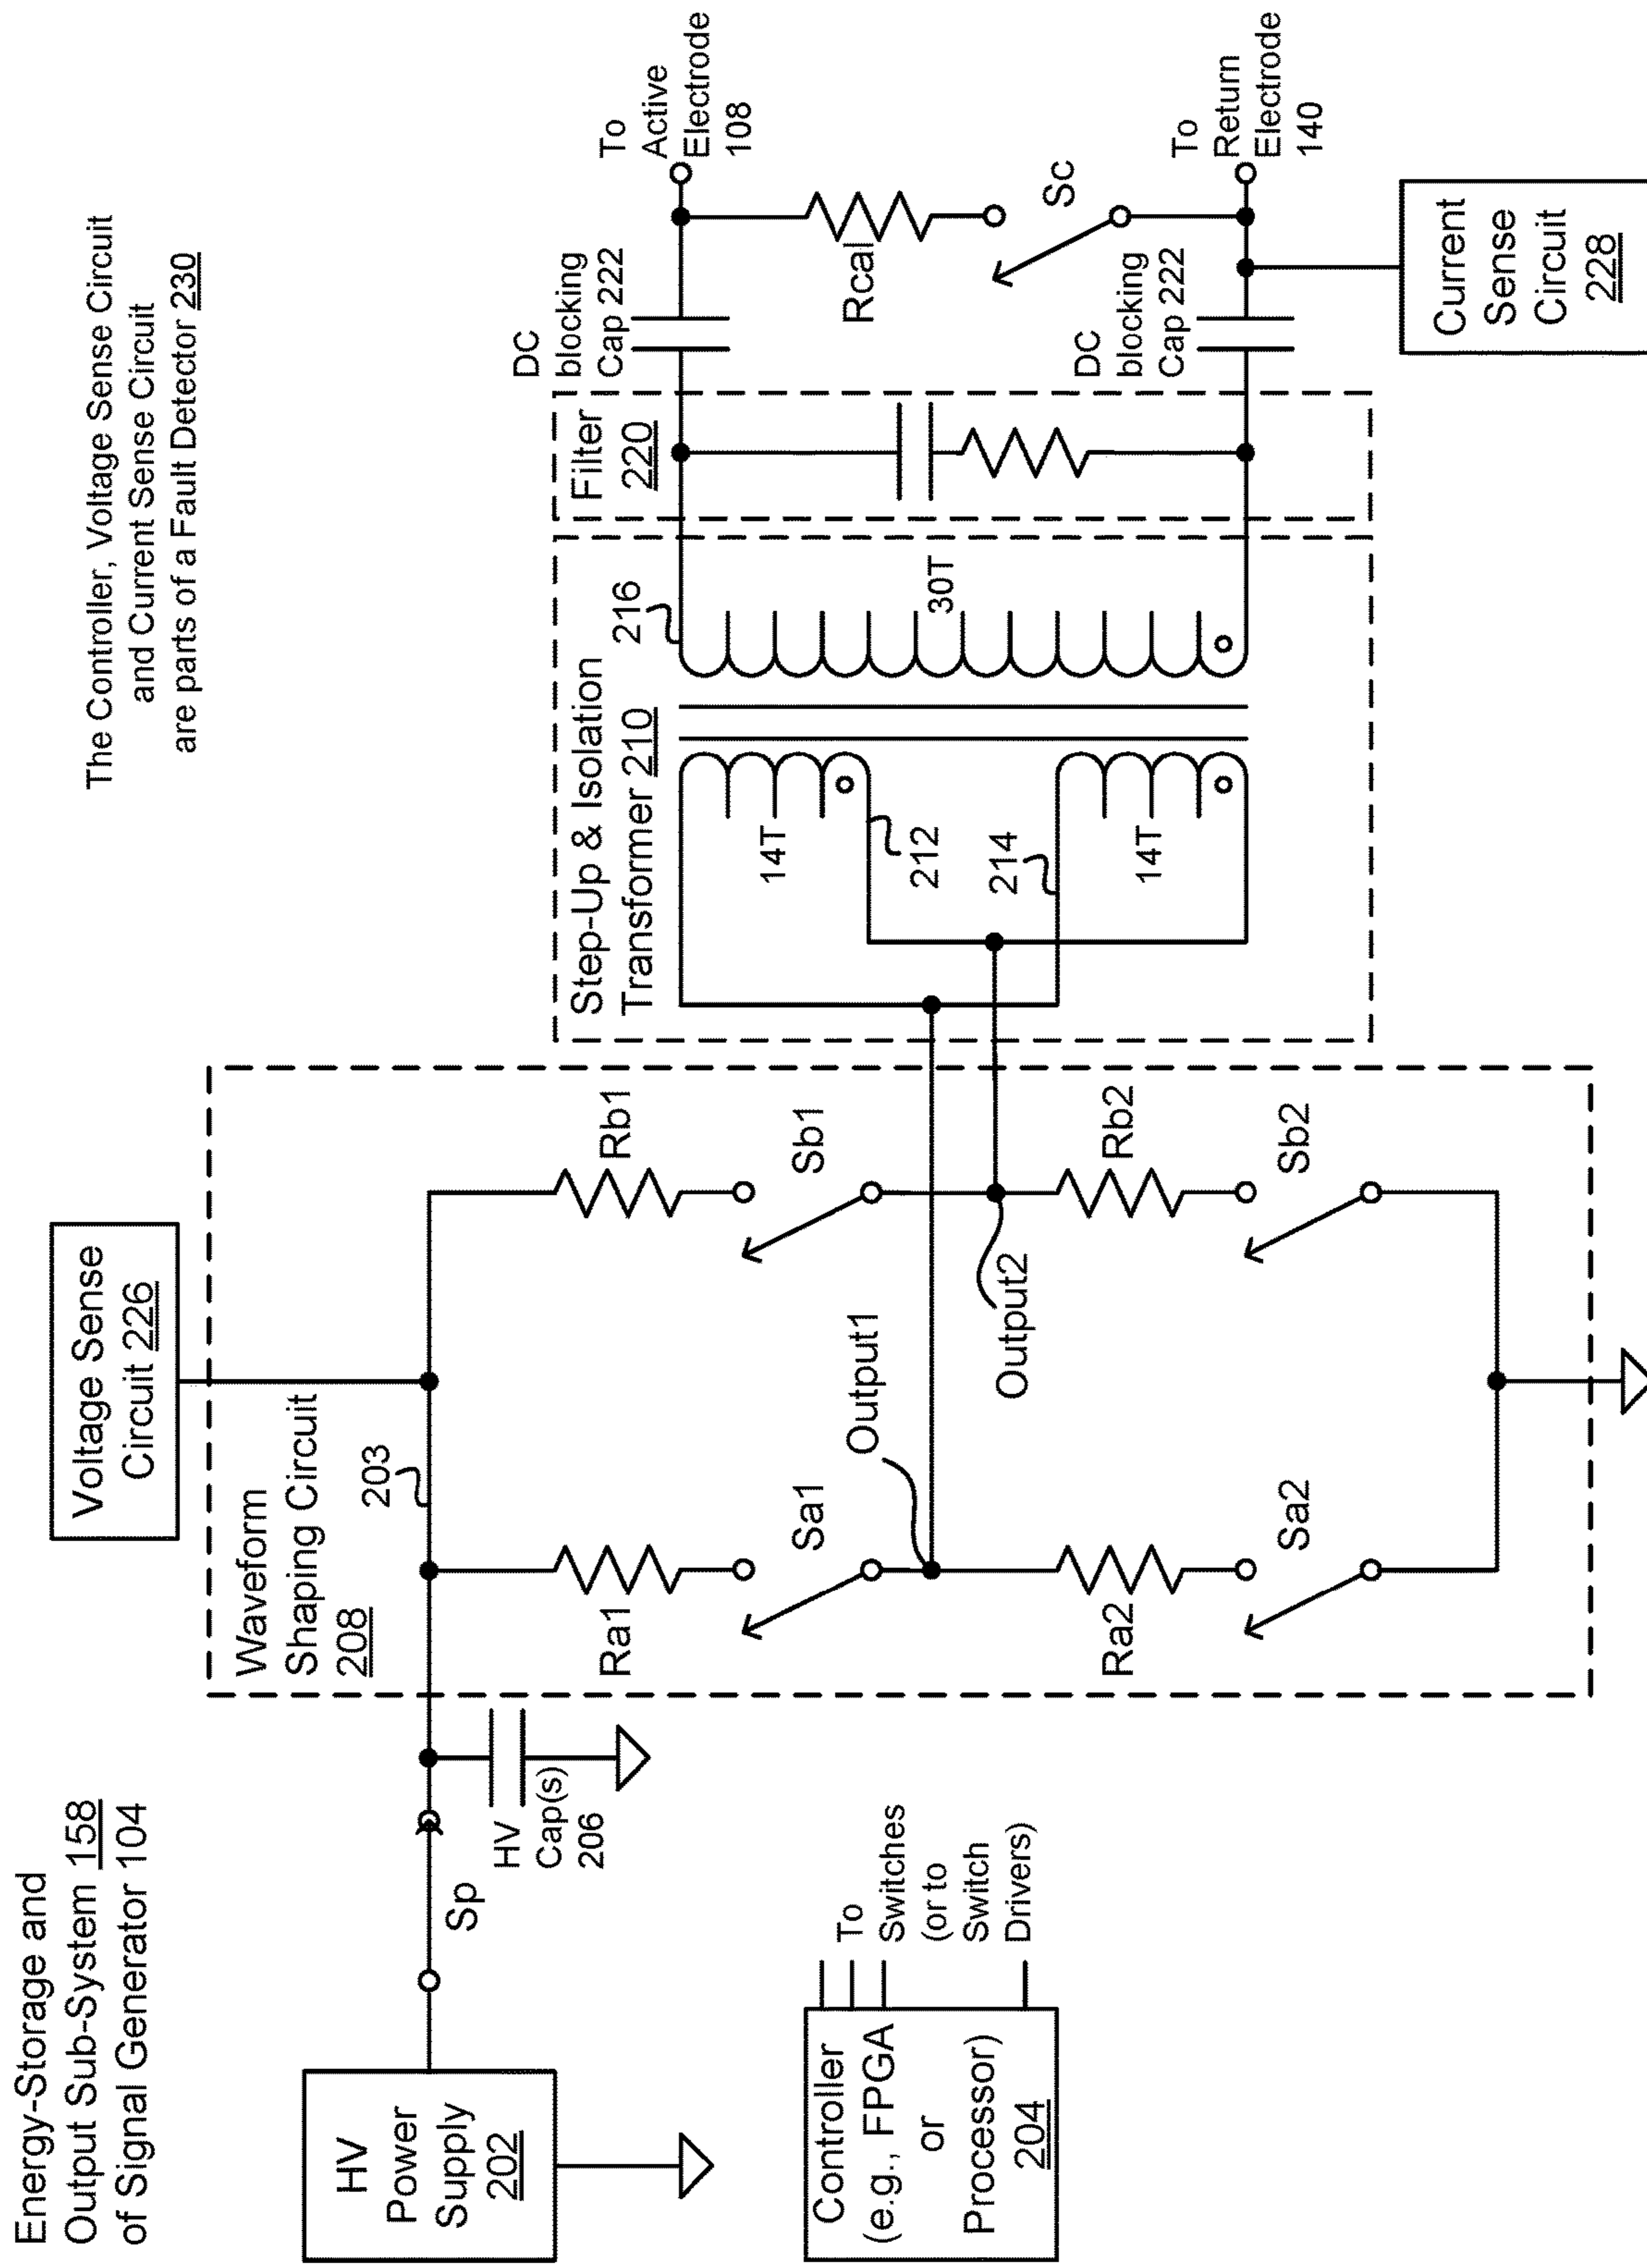 Energy-Storage and
Output Sub-System 158
of Signal Generator 104
The Controller, Voltage Sense Circuit
and Current Sense Circuit
are parts of a Fault Detector 230
HV
Power
Supply
202
Sp
HV
Cap(s)
206
Controller
(e.g., FPGA
or
Processor)
204
To
Switches
(or to
Switch
Drivers)
Voltage Sense
Circuit 226
Waveform
Shaping Circuit
208
203
Ra1
Sa1
Rb1
Sb1
Output1
Output2
Ra2
Sa2
Rb2
Sb2
Step-Up & Isolation
Transformer 210
14T
212
214
14T
216
30T
Filter
220
DC
blocking
Cap 222
DC
blocking
Cap 222
Rcal
Sc
To
Active
Electrode
108
To
Return
Electrode
140
Current
Sense
Circuit
228